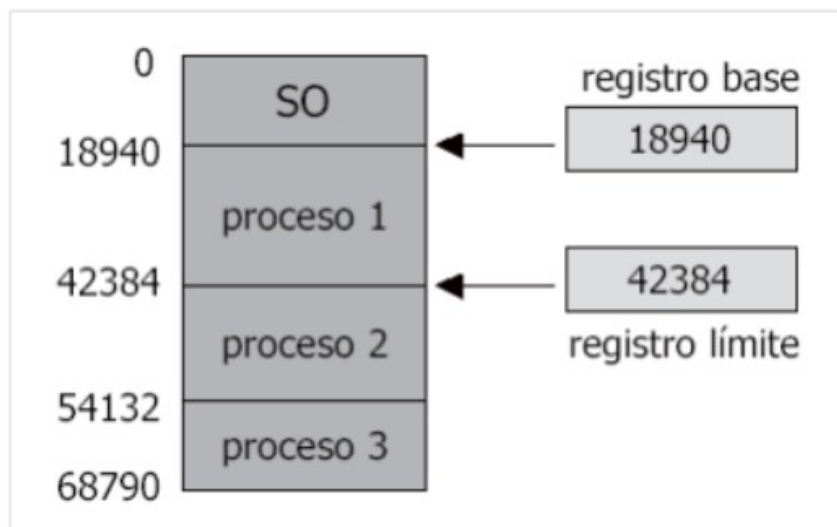 0
SO
registro base
18940
18940
proceso 1
42384
42384
proceso 2
registro límite
54132
proceso 3
68790